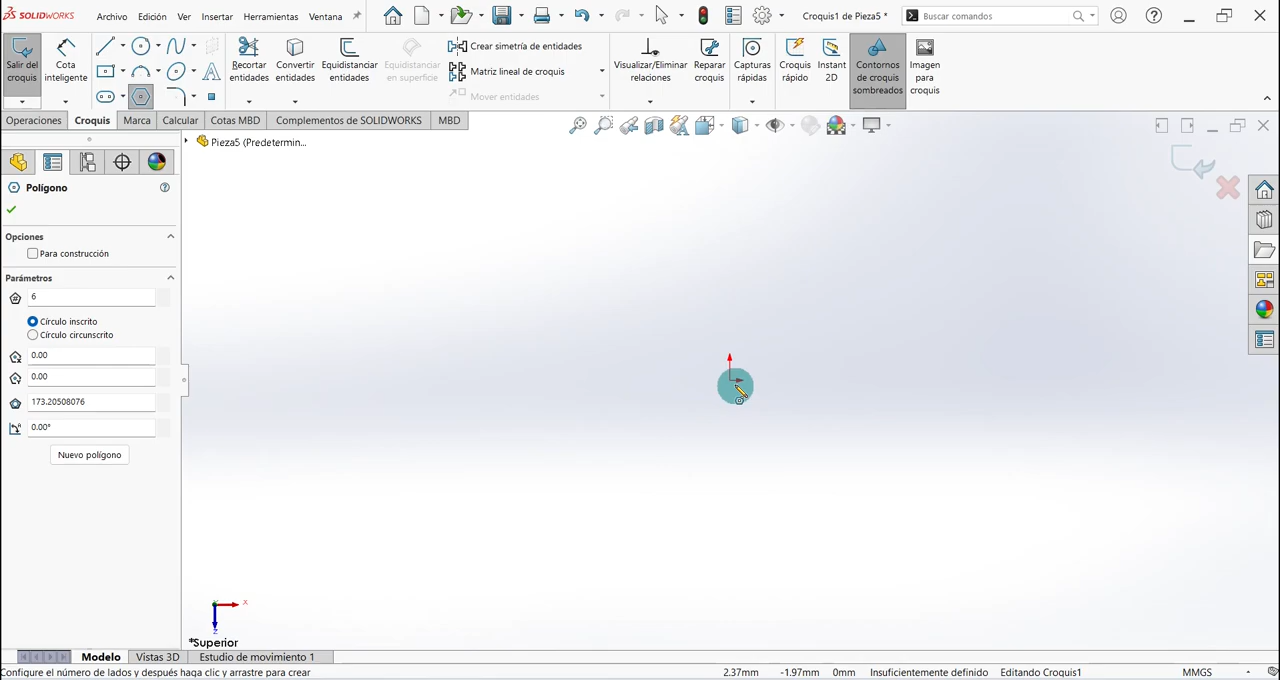 SOLIDWORKS
Archivo Edición Ver Insertar Herramientas Ventana
Croquis1 de Pieza5 *
Buscar comandos
Salir del croquis
Cota inteligente
Recortar entidades
Convertir entidades
Equidistanciar entidades
Equidistanciar en superficie
Crear simetría de entidades
Matriz lineal de croquis
Mover entidades
Visualizar/Eliminar relaciones
Reparar croquis
Capturas rápidas
Croquis rápido
Instant 2D
Contornos de croquis sombreados
Imagen para croquis
Operaciones Croquis Marca Calcular Cotas MBD Complementos de SOLIDWORKS MBD
Pieza5 (Predetermin...
Polígono
Opciones
Para construcción
Parámetros
6
Círculo inscrito
Círculo circunscrito
0.00
0.00
173.20508076
0.00°
Nuevo polígono
X
Y
Z
*Superior
Modelo Vistas 3D Estudio de movimiento 1
Configure el número de lados y después haga clic y arrastre para crear
2.37mm -1.97mm 0mm Insuficientemente definido Editando Croquis1 MMGS